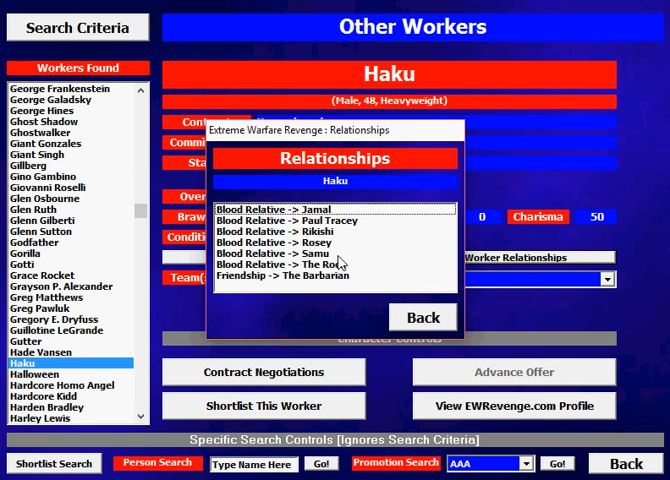 Search Criteria
Other Workers
Workers Found
George Frankenstein
George Galadsky
George Hines
Ghost Shadow
Ghostwalker
Giant Gonzales
Giant Singh
Gillberg
Gino Gambino
Giovanni Roselli
Glen Osbourne
Glen Ruth
Glenn Gilberti
Glenn Sutton
Godfather
Gorilla
Gotti
Grace Rocket
Grayson P. Alexander
Greg Matthews
Greg Pawluk
Gregory E. Dryfuss
Guillotine LeGrande
Gutter
Hade Vansen
Haku
Halloween
Hardcore Homo Angel
Hardcore Kidd
Harden Bradley
Harley Lewis
Haku
(Male, 48, Heavyweight)
Extreme Warfare Revenge : Relationships
Relationships
Haku
Blood Relative -> Jamal
Blood Relative -> Paul Tracey
Blood Relative -> Rikishi
Blood Relative -> Rosey
Blood Relative -> Samu
Blood Relative -> The
Friendship -> The Barbarian
Back
0
Charisma
50
Worker Relationships
Team(
Contract Negotiations
Advance Offer
Shortlist This Worker
View EWRevenge.com Profile
Specific Search Controls [Ignores Search Criteria]
Shortlist Search
Person Search
Type Name Here
Go!
Promotion Search
AAA
Go!
Back